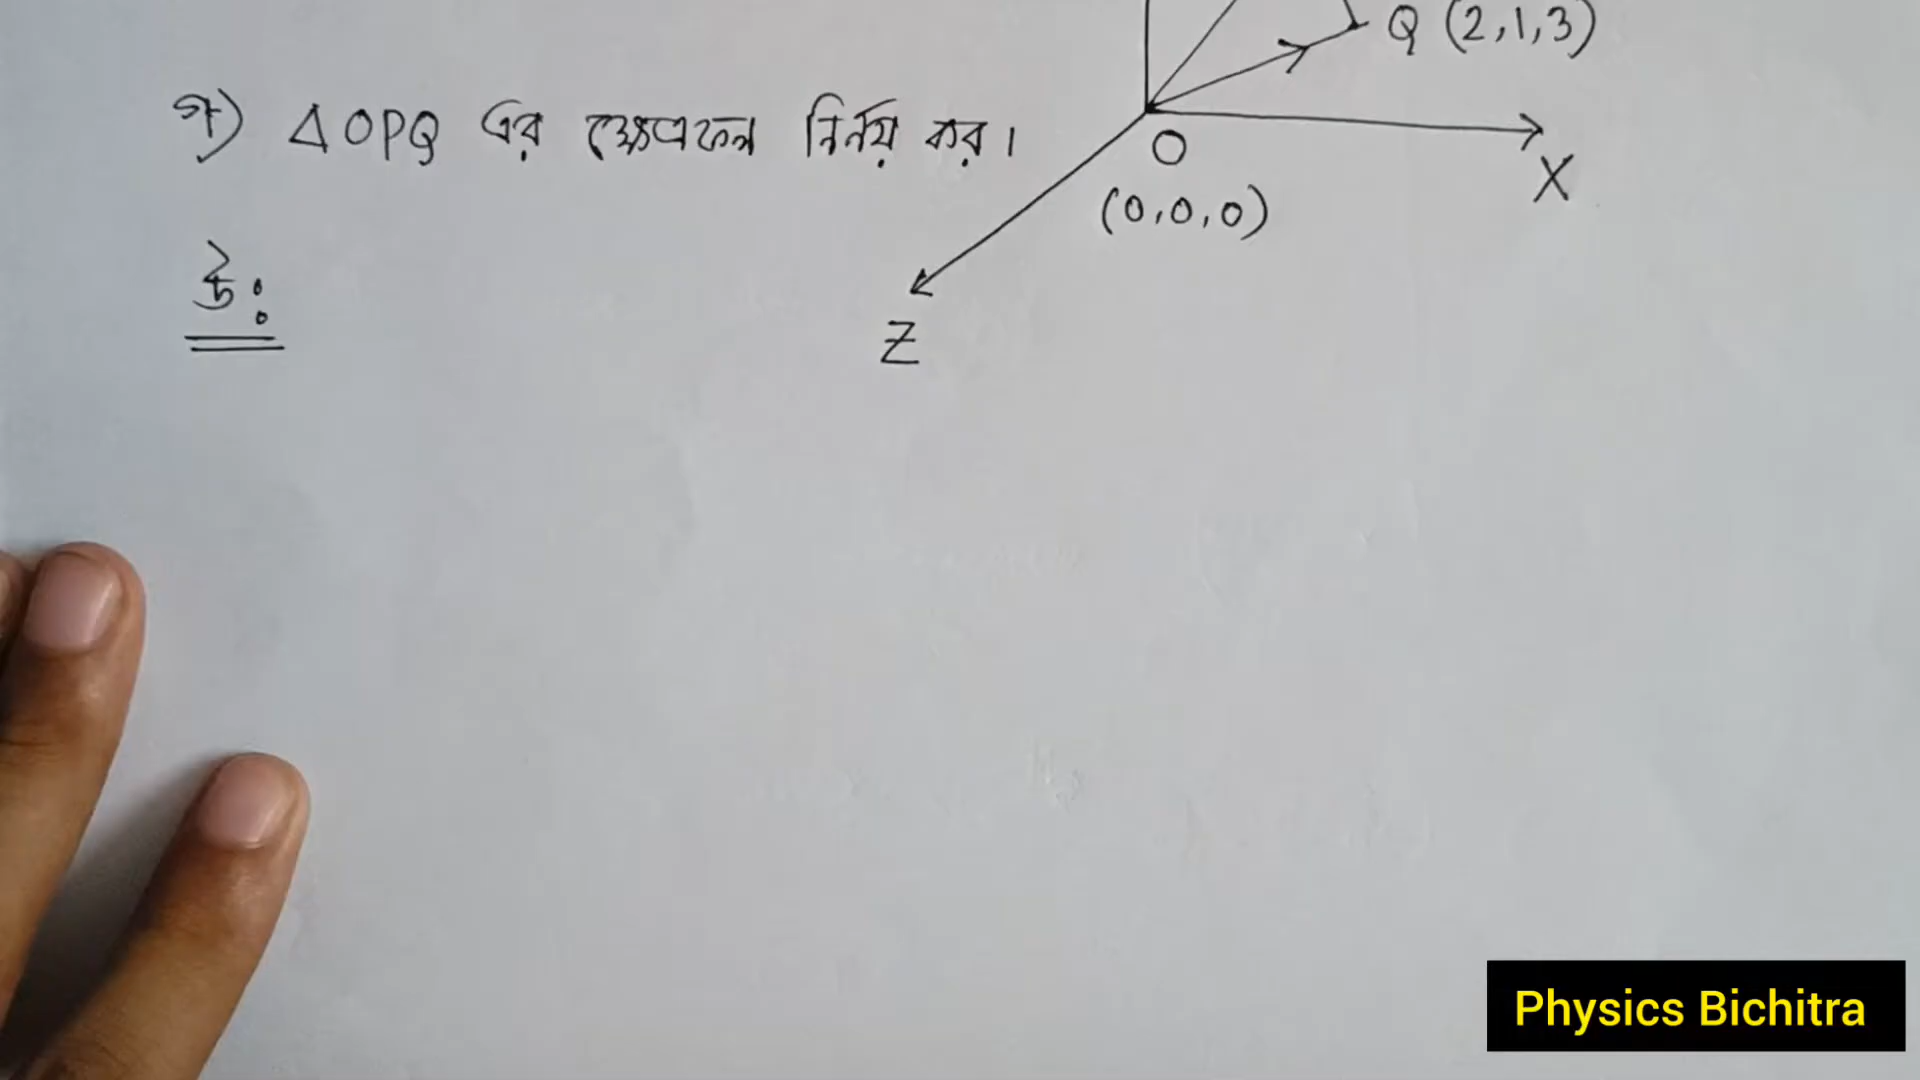 Q (2,1,3)
গ) Δ OPQ এর ক্ষেত্রফল নির্ণয় কর।
O
X
(0,0,0)
উ:
Z
Physics Bichitra